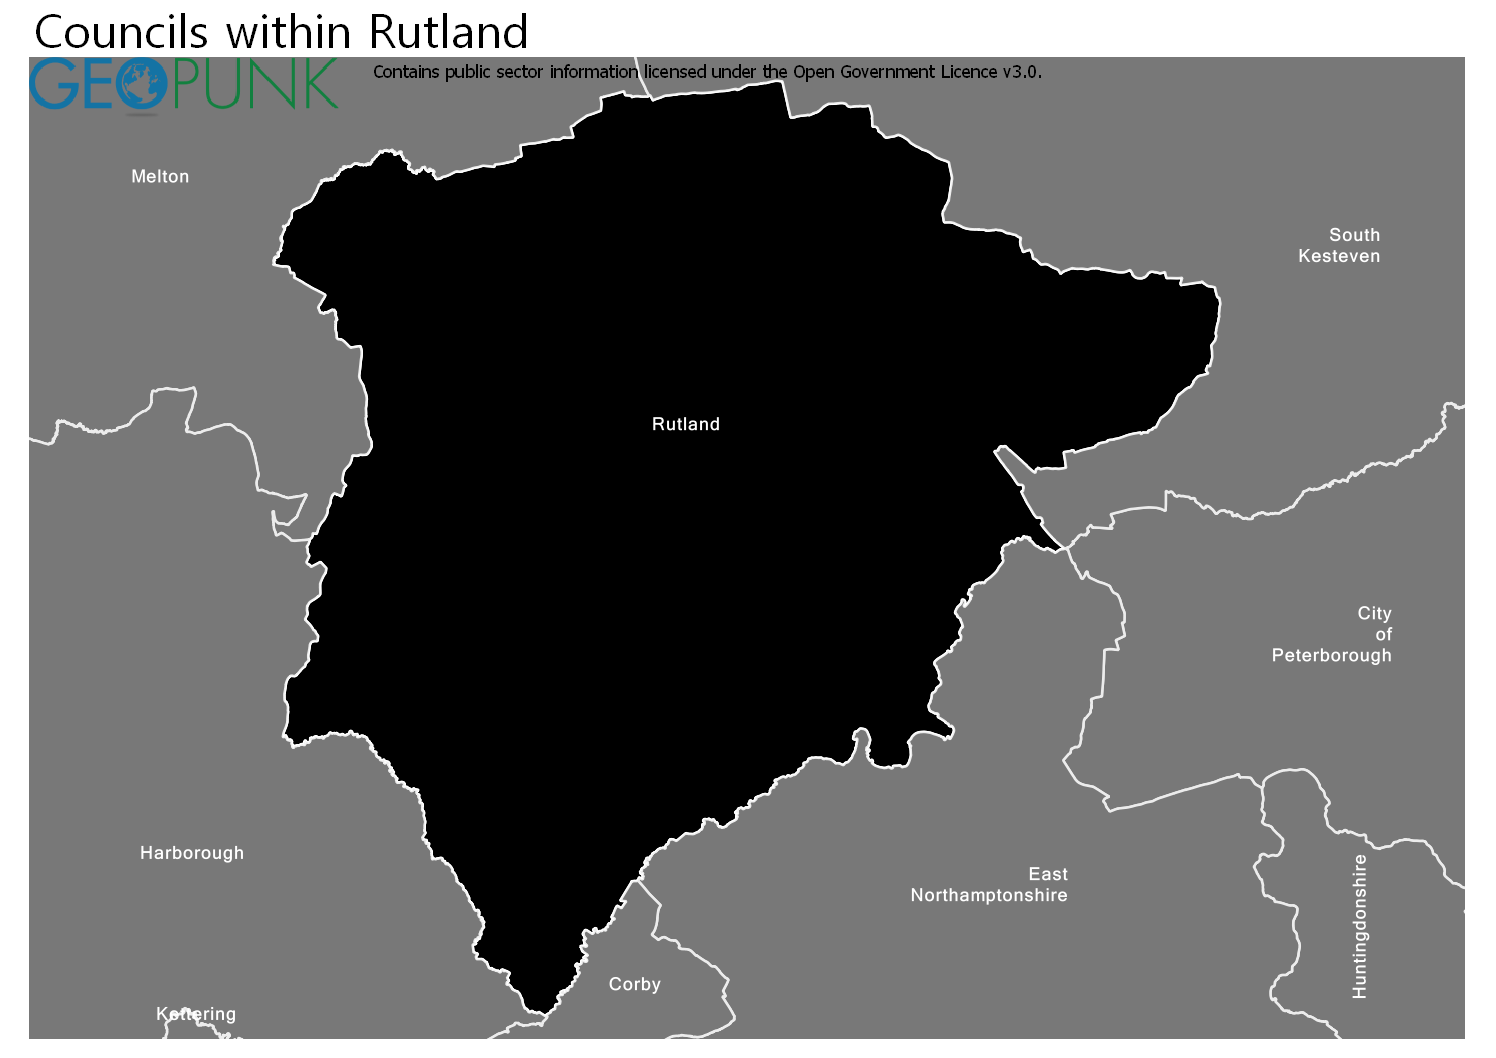 Councils within Rutland
GEOPUNK
Contains public sector information licensed under the Open Government Licence v3.0.
Melton
South
Kesteven
Rutland
City
of
Peterborough
Harborough
East
Northamptonshire
Huntingdonshire
Corby
Kettering